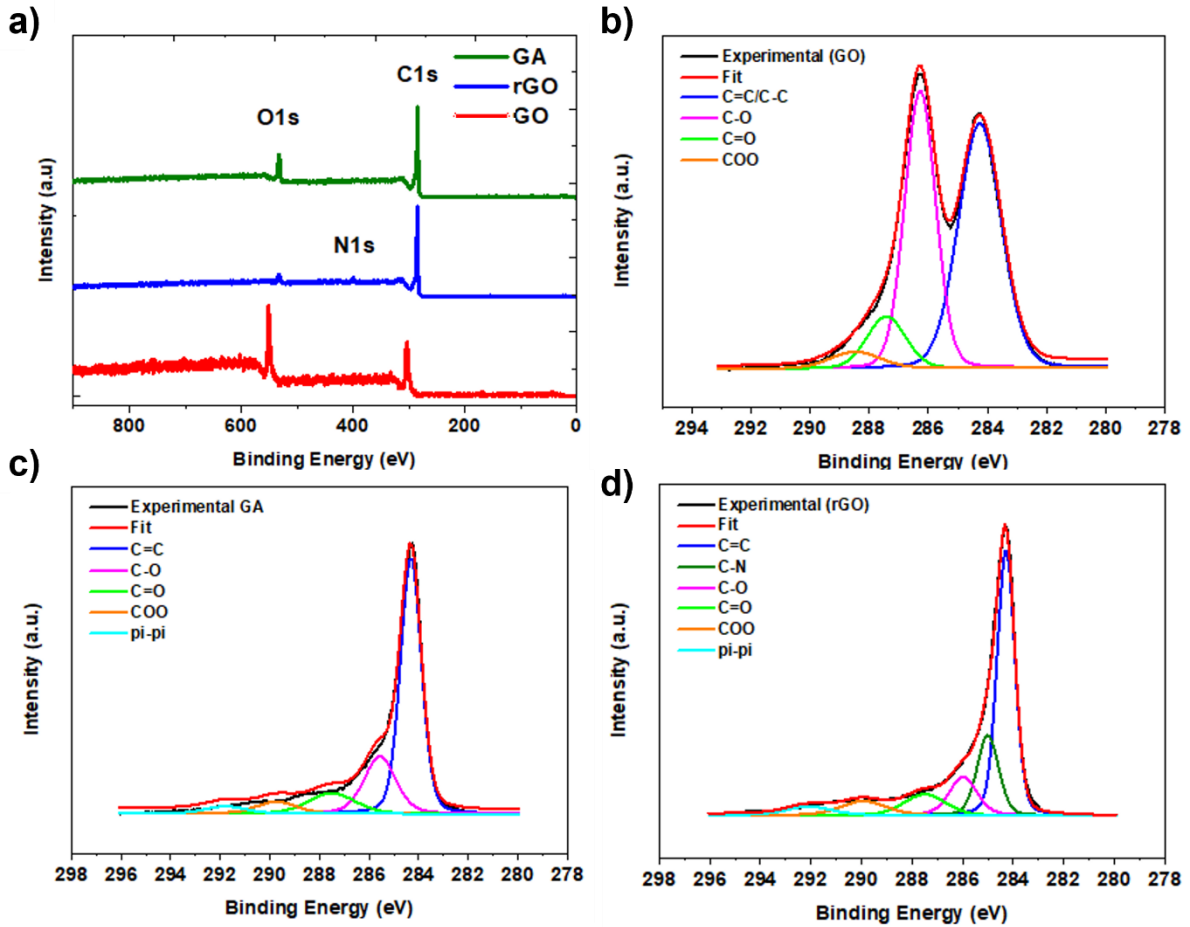 a)
GA
rGO
GO
C1s
O1s
N1s
Intensity (a.u)
800
600
400
200
0
Binding Energy (eV)
b)
Experimental (GO)
Fit
C=C/C-C
C-O
C=O
COO
Intensity (a.u.)
294
292
290
288
286
284
282
280
278
Binding Energy (eV)
c)
Experimental GA
Fit
C=C
C-O
C=O
COO
pi-pi
Intensity (a.u.)
298
296
294
292
290
288
286
284
282
280
278
Binding Energy (eV)
d)
Experimental (rGO)
Fit
C=C
C-N
C-O
C=O
COO
pi-pi
Intensity (a.u.)
298
296
294
292
290
288
286
284
282
280
278
Binding Energy (eV)